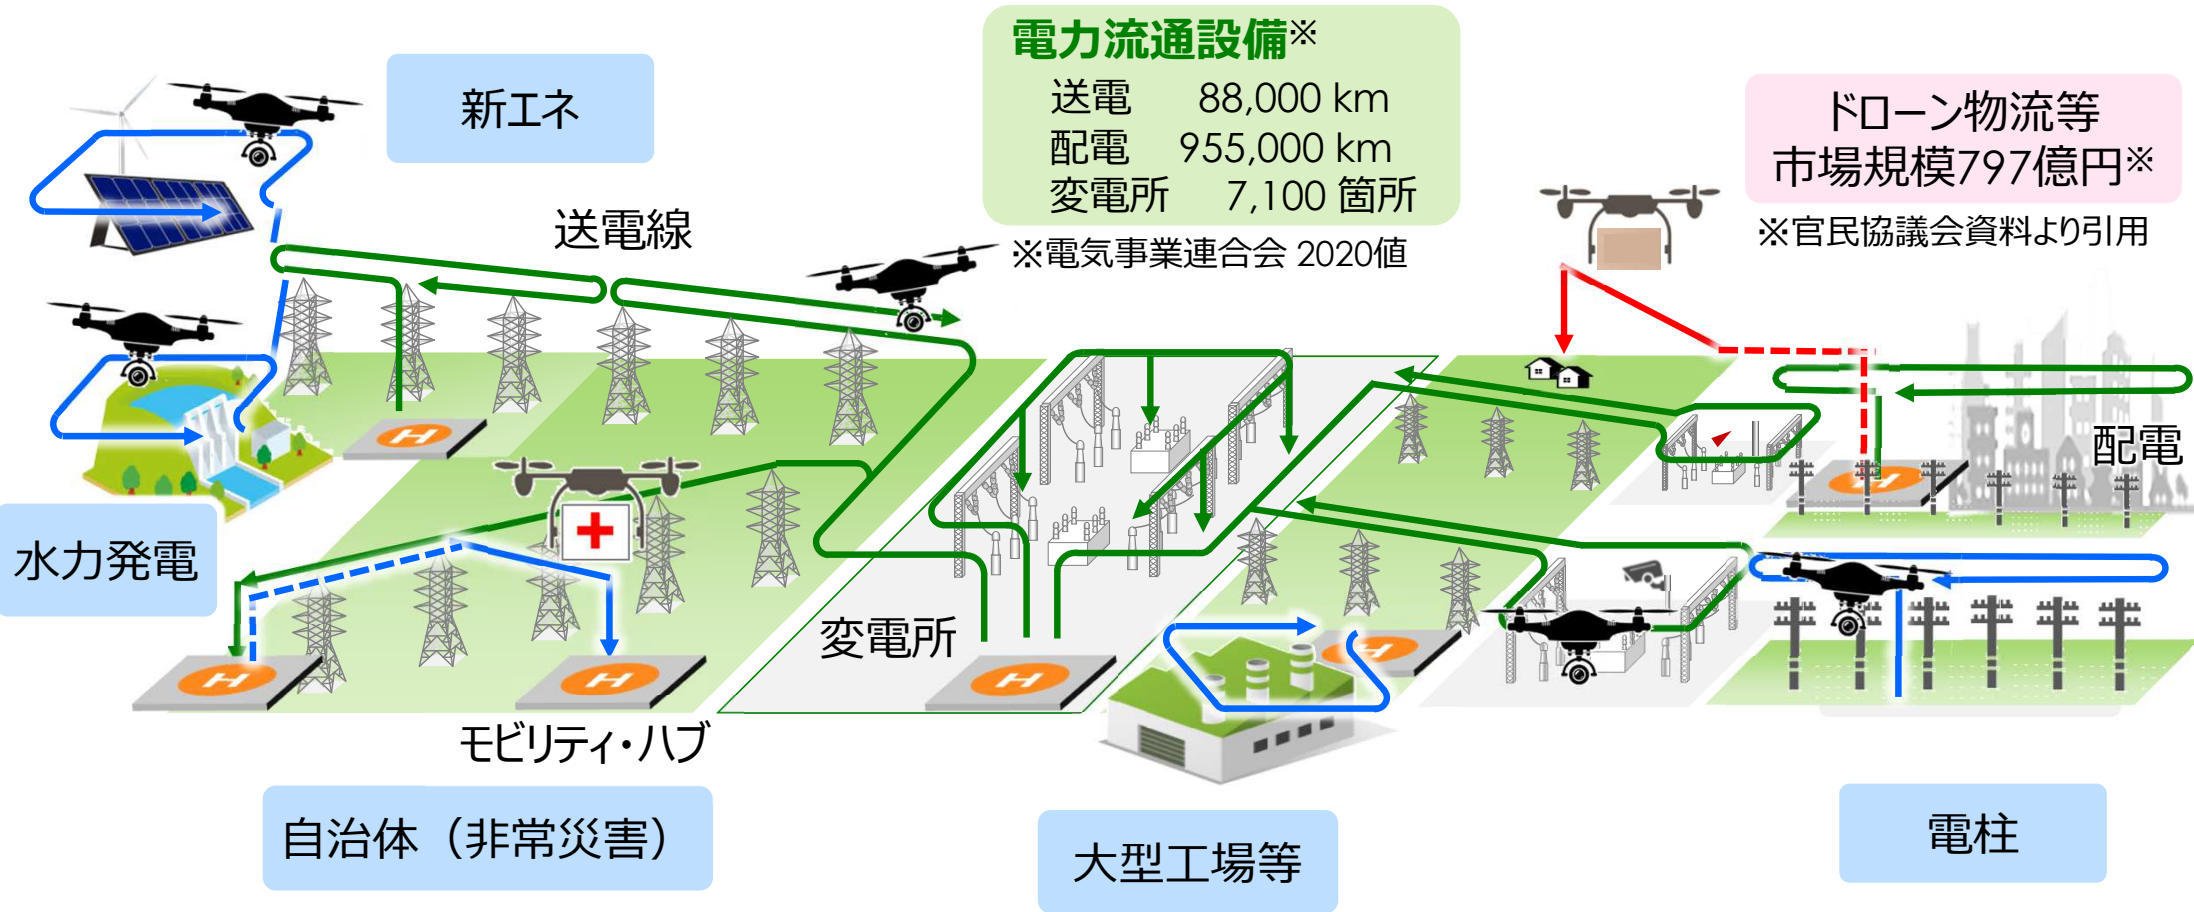 電力流通設備※
送電 88,000 km
配電 955,000 km
変電所 7,100 箇所
※電気事業連合会 2020値
新エネ
ドローン物流等
市場規模797億円※
※官民協議会資料より引用
送電線
配電
水力発電
変電所
モビリティ・ハブ
自治体（非常災害）
大型工場等
電柱
H
H
H
H
H
H